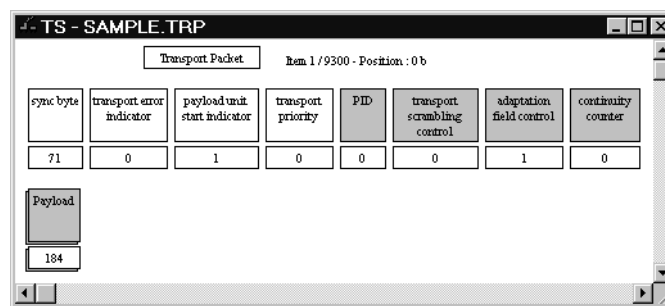 TS - SAMPLE.TRP
Transport Packet
Item 1 / 9300 - Position : 0 b
sync byte
transport error
indicator
payload unit
start indicator
transport
priority
PID
transport
scrambling
control
adaptation
field control
continuity
counter
71
0
1
0
0
0
1
0
Payload
184